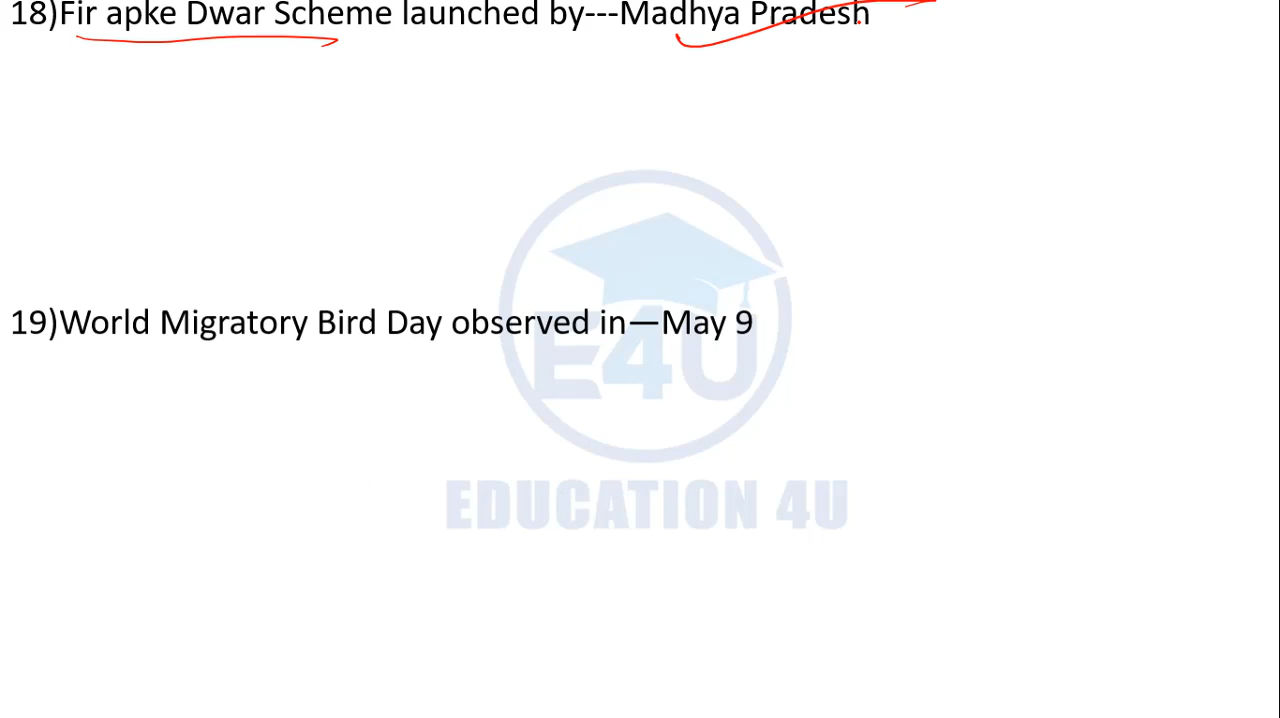 18)Fir apke Dwar Scheme launched by---Madhya Pradesh
19)World Migratory Bird Day observed in—May 9
E4U
EDUCATION 4U